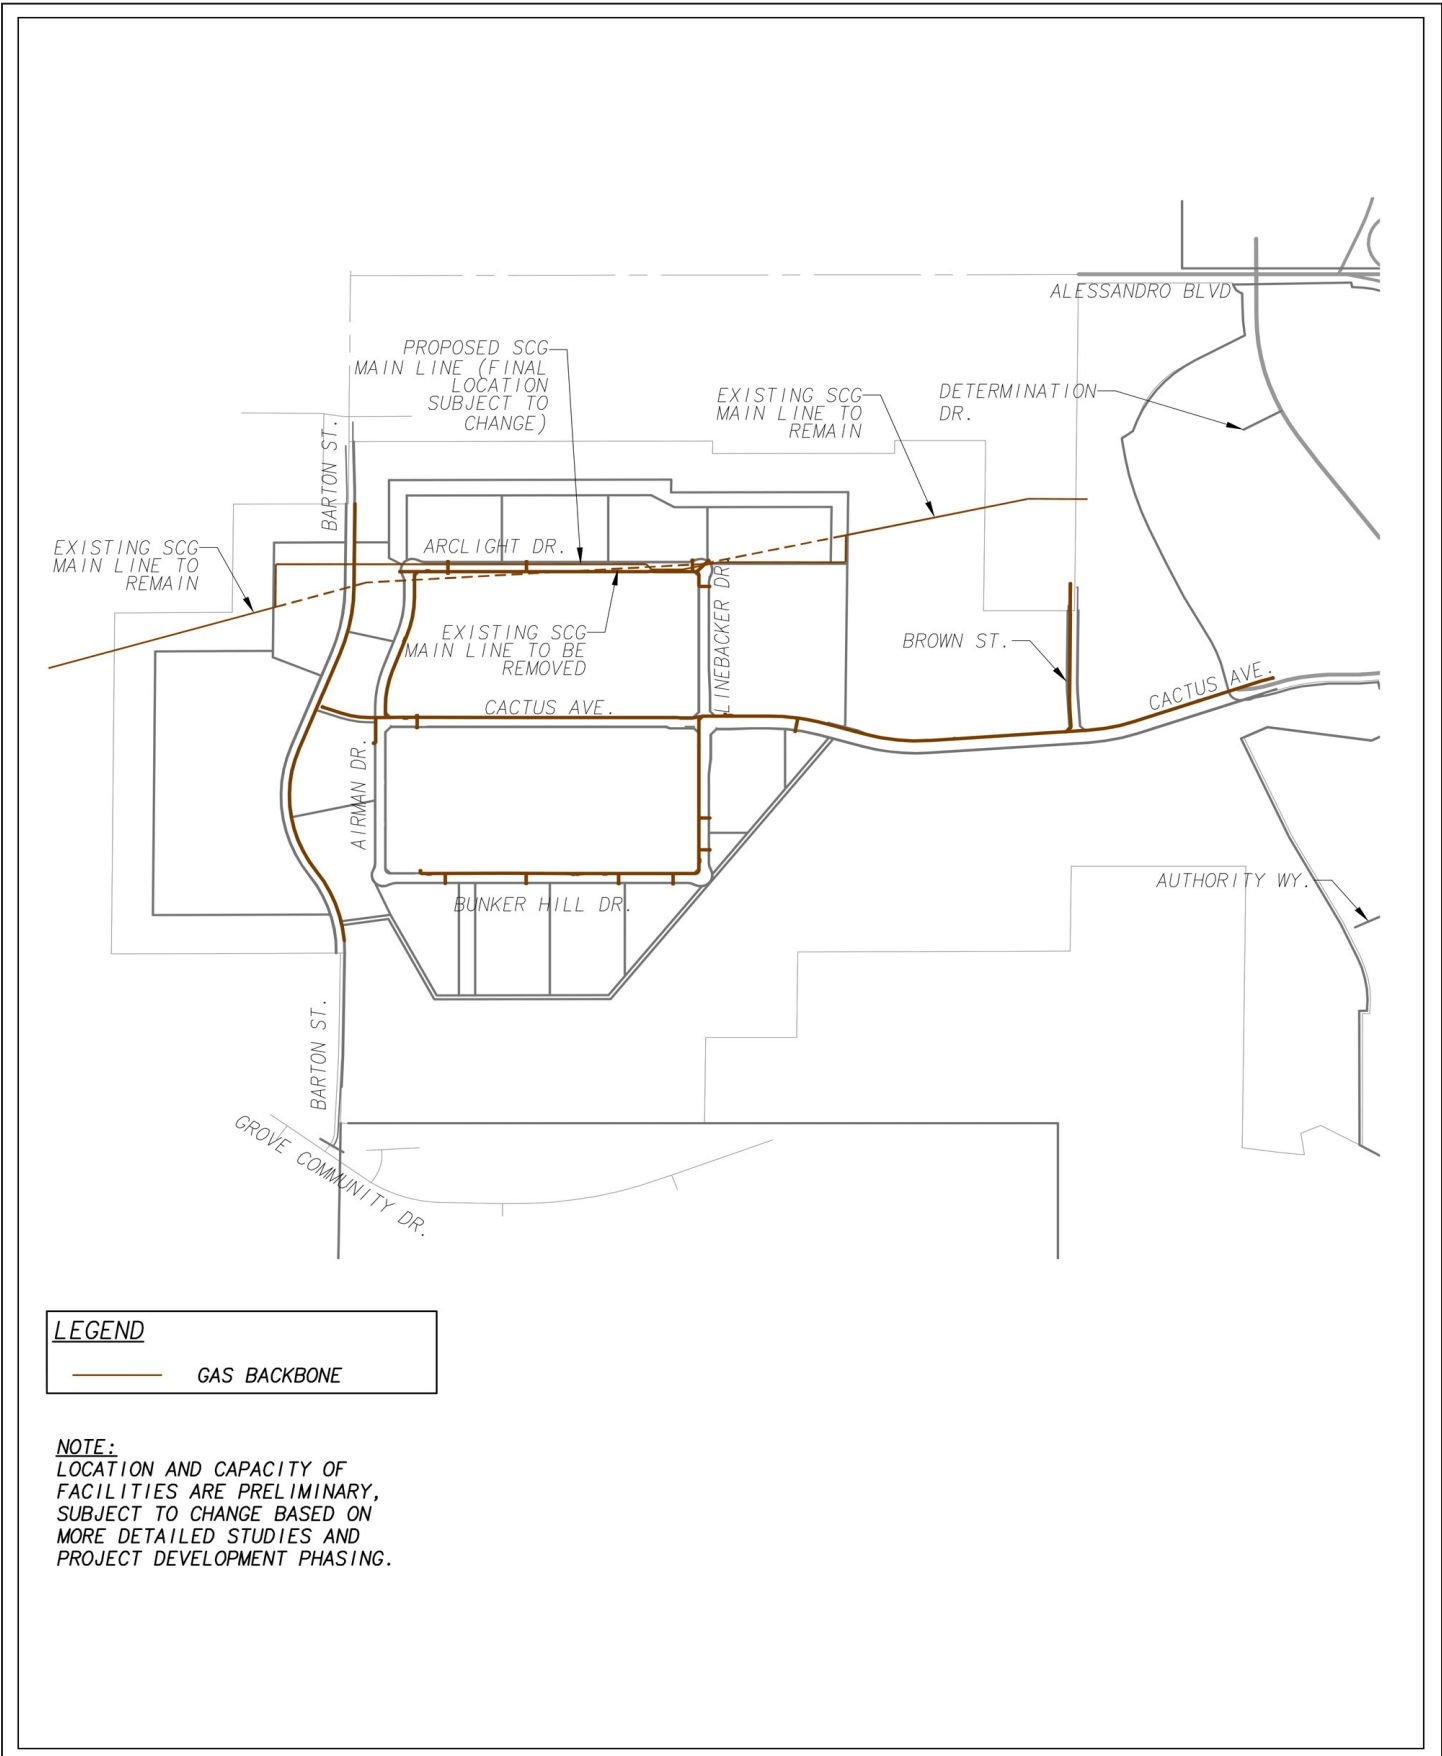 ALESSANDRO BLVD
PROPOSED SCG
MAIN LINE (FINAL
LOCATION
SUBJECT TO
CHANGE)
EXISTING SCG
MAIN LINE TO
REMAIN
DETERMINATION
DR.
BARTON ST.
EXISTING SCG
MAIN LINE TO
REMAIN
ARCLIGHT DR.
LINEBACKER DR.
EXISTING SCG
MAIN LINE TO BE
REMOVED
BROWN ST.
CACTUS AVE.
CACTUS AVE.
AIRMAN DR.
AUTHORITY WY.
BUNKER HILL DR.
BARTON ST.
GROVE COMMUNITY DR.
LEGEND
GAS BACKBONE
NOTE:
LOCATION AND CAPACITY OF
FACILITIES ARE PRELIMINARY,
SUBJECT TO CHANGE BASED ON
MORE DETAILED STUDIES AND
PROJECT DEVELOPMENT PHASING.